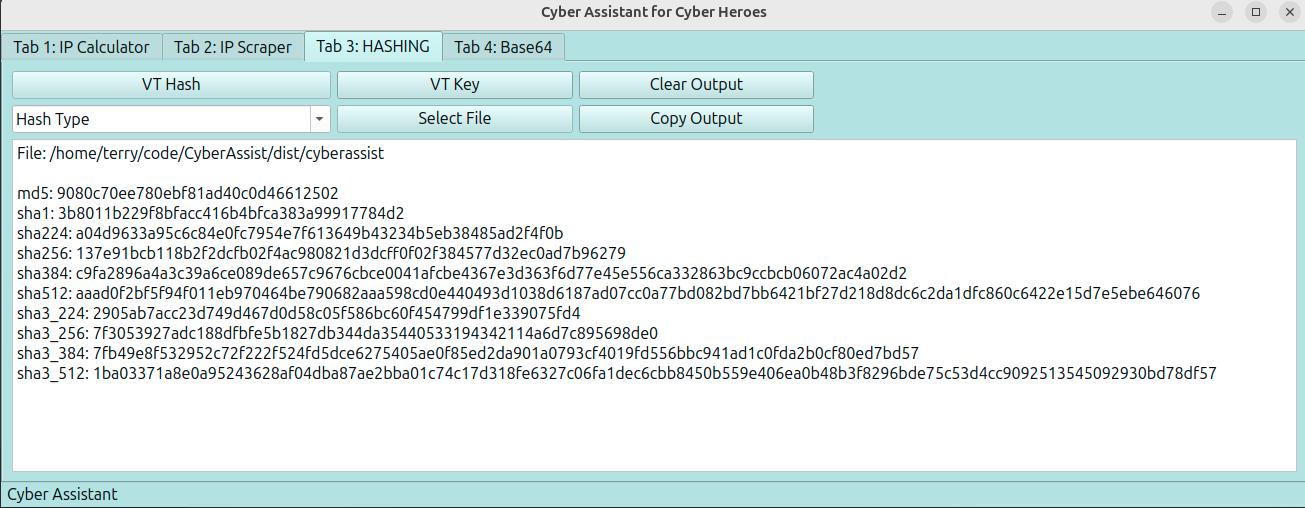 Cyber Assistant for Cyber Heroes
Tab 1: IP Calculator Tab 2: IP Scraper Tab 3: HASHING Tab 4: Base64
VT Hash VT Key Clear Output
Hash Type Select File Copy Output
File: /home/terry/code/CyberAssist/dist/cyberassist
md5: 9080c70ee780ebf81ad40c0d46612502
sha1: 3b8011b229f8bfacc416b4bfca383a99917784d2
sha224: a04d9633a95c6c84e0fc7954e7f613649b43234b5eb38485ad2f4f0b
sha256: 137e91bcb118b2f2dcfb02f4ac980821d3dcff0f02f384577d32ec0ad7b96279
sha384: c9fa2896a4a3c39a6ce089de657c9676cbce0041afcbe4367e3d363f6d77e45e556ca332863bc9ccbcb06072ac4a02d2
sha512: aaad0f2bf5f94f011eb970464be790682aaa598cd0e440493d1038d6187ad07cc0a77bd082bd7bb6421bf27d218d8dc6c2da1dfc860c6422e15d7e5ebe646076
sha3_224: 2905ab7acc23d749d467d0d58c05f586bc60f454799df1e339075fd4
sha3_256: 7f3053927adc188dfbfe5b1827db344da35440533194342114a6d7c895698de0
sha3_384: 7fb49e8f532952c72f222f524fd5dce6275405ae0f85ed2da901a0793cf4019fd556bbc941ad1c0fda2b0cf80ed7bd57
sha3_512: 1ba03371a8e0a95243628af04dba87ae2bba01c74c17d318fe6327c06fa1dec6cbb8450b559e406ea0b48b3f8296bde75c53d4cc9092513545092930bd78df57
Cyber Assistant